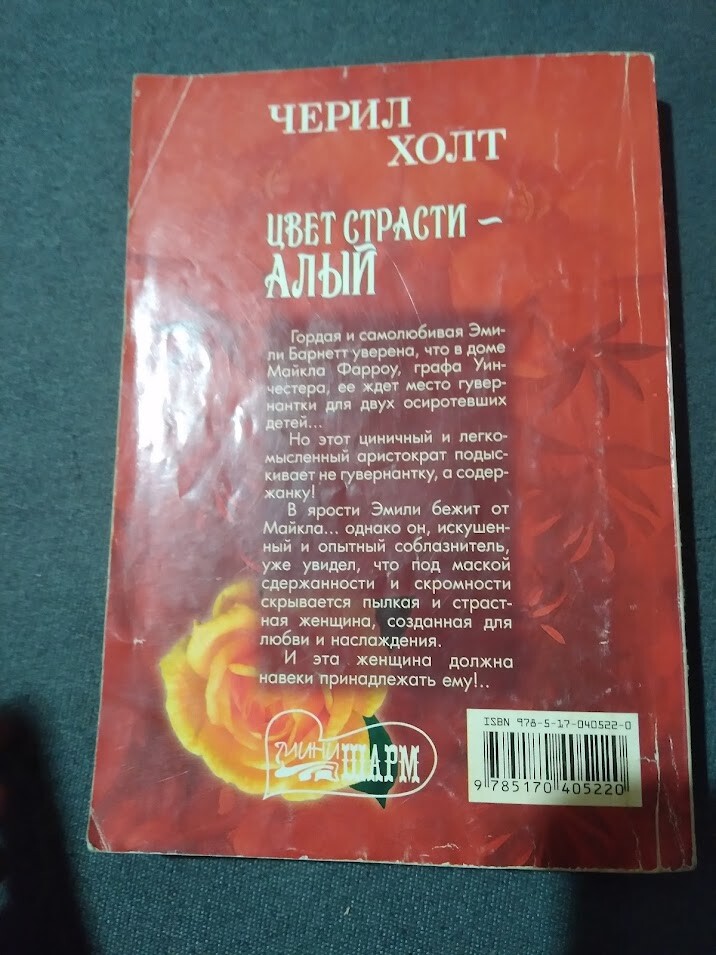 ЧЕРИЛ
ХОЛТ
ЦВЕТ СТРАСТИ –
АЛЫЙ
Гордая и самолюбивая Эми-
ли Барнетт уверена, что в доме
Майкла Фарроу, графа Уин-
честера, ее ждет место гувер-
нантки для двух осиротевших
детей...
Но этот циничный и легко-
мысленный аристократ подыс-
кивает не гувернантку, а содер-
жанку!
В ярости Эмили бежит от
Майкла... однако он, искушен-
ный и опытный соблазнитель,
уже увидел, что под маской
сдержанности и скромности
скрывается пылкая и страст-
ная женщина, созданная для
любви и наслаждения.
И эта женщина должна
навеки принадлежать ему!..
МИНИ
ШАРМ
ISBN 978-5-17-040522-0
9 785170 405220